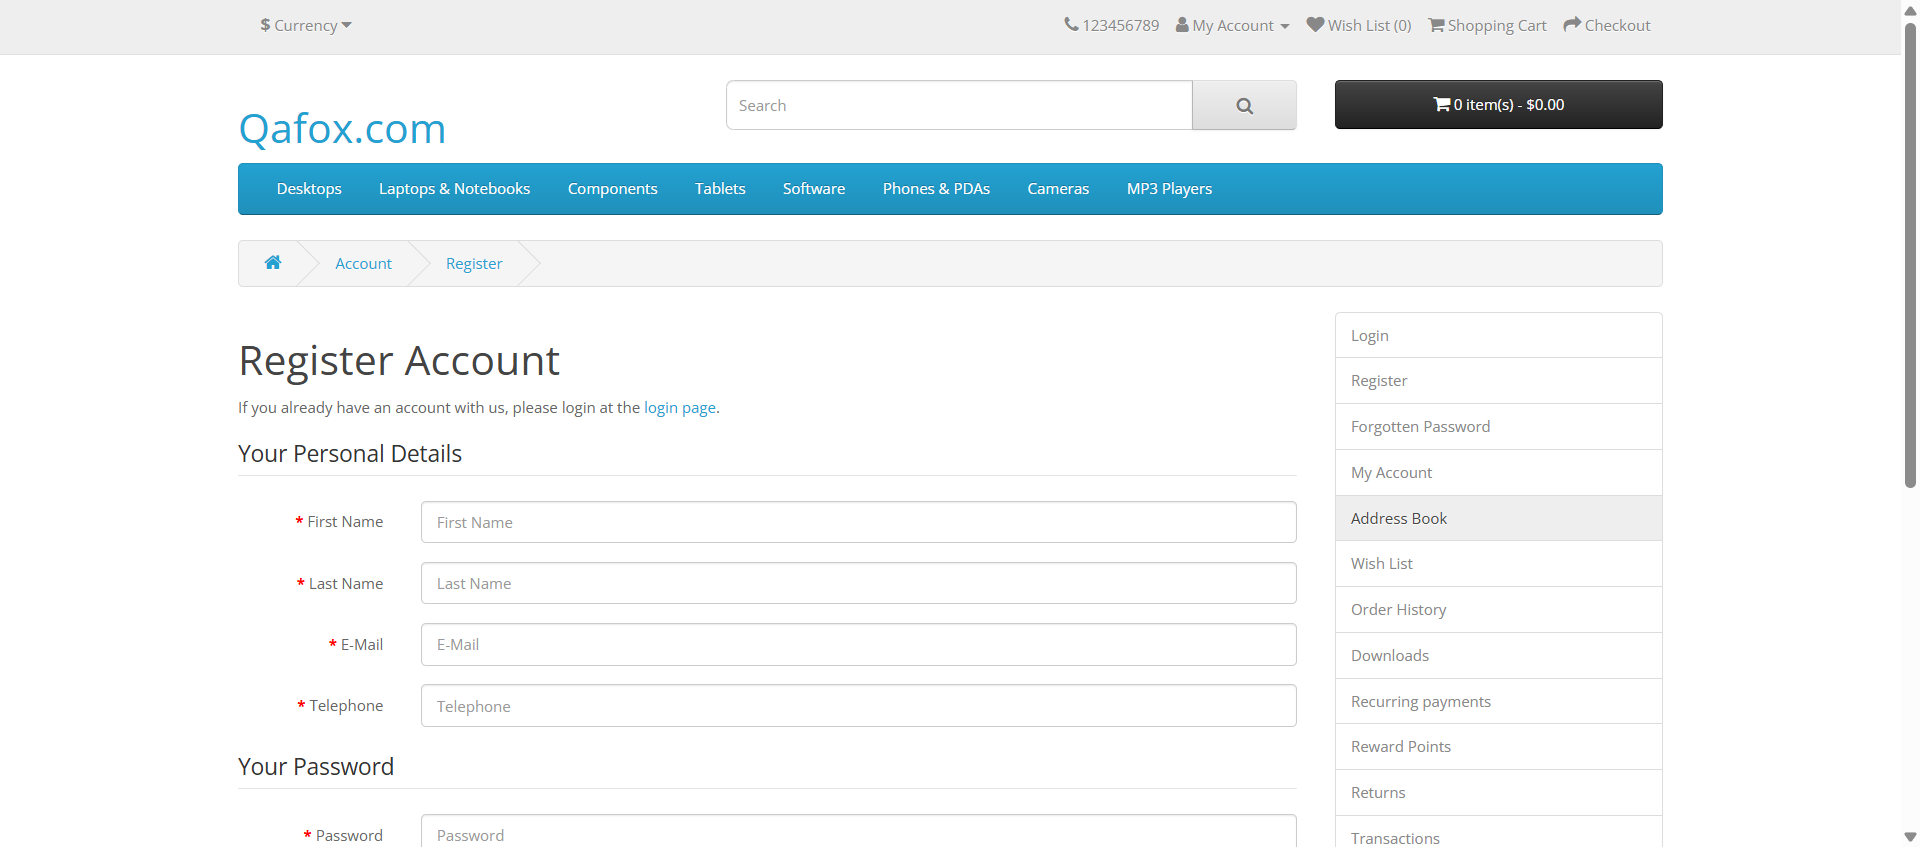 $ Currency
123456789 My Account Wish List (0) Shopping Cart Checkout
Qafox.com
Search
0 item(s) - $0.00
Desktops Laptops & Notebooks Components Tablets Software Phones & PDAs Cameras MP3 Players
Account Register
Register Account
If you already have an account with us, please login at the login page.
Your Personal Details
* First Name First Name
* Last Name Last Name
* E-Mail E-Mail
* Telephone Telephone
Your Password
* Password Password
Login
Register
Forgotten Password
My Account
Address Book
Wish List
Order History
Downloads
Recurring payments
Reward Points
Returns
Transactions